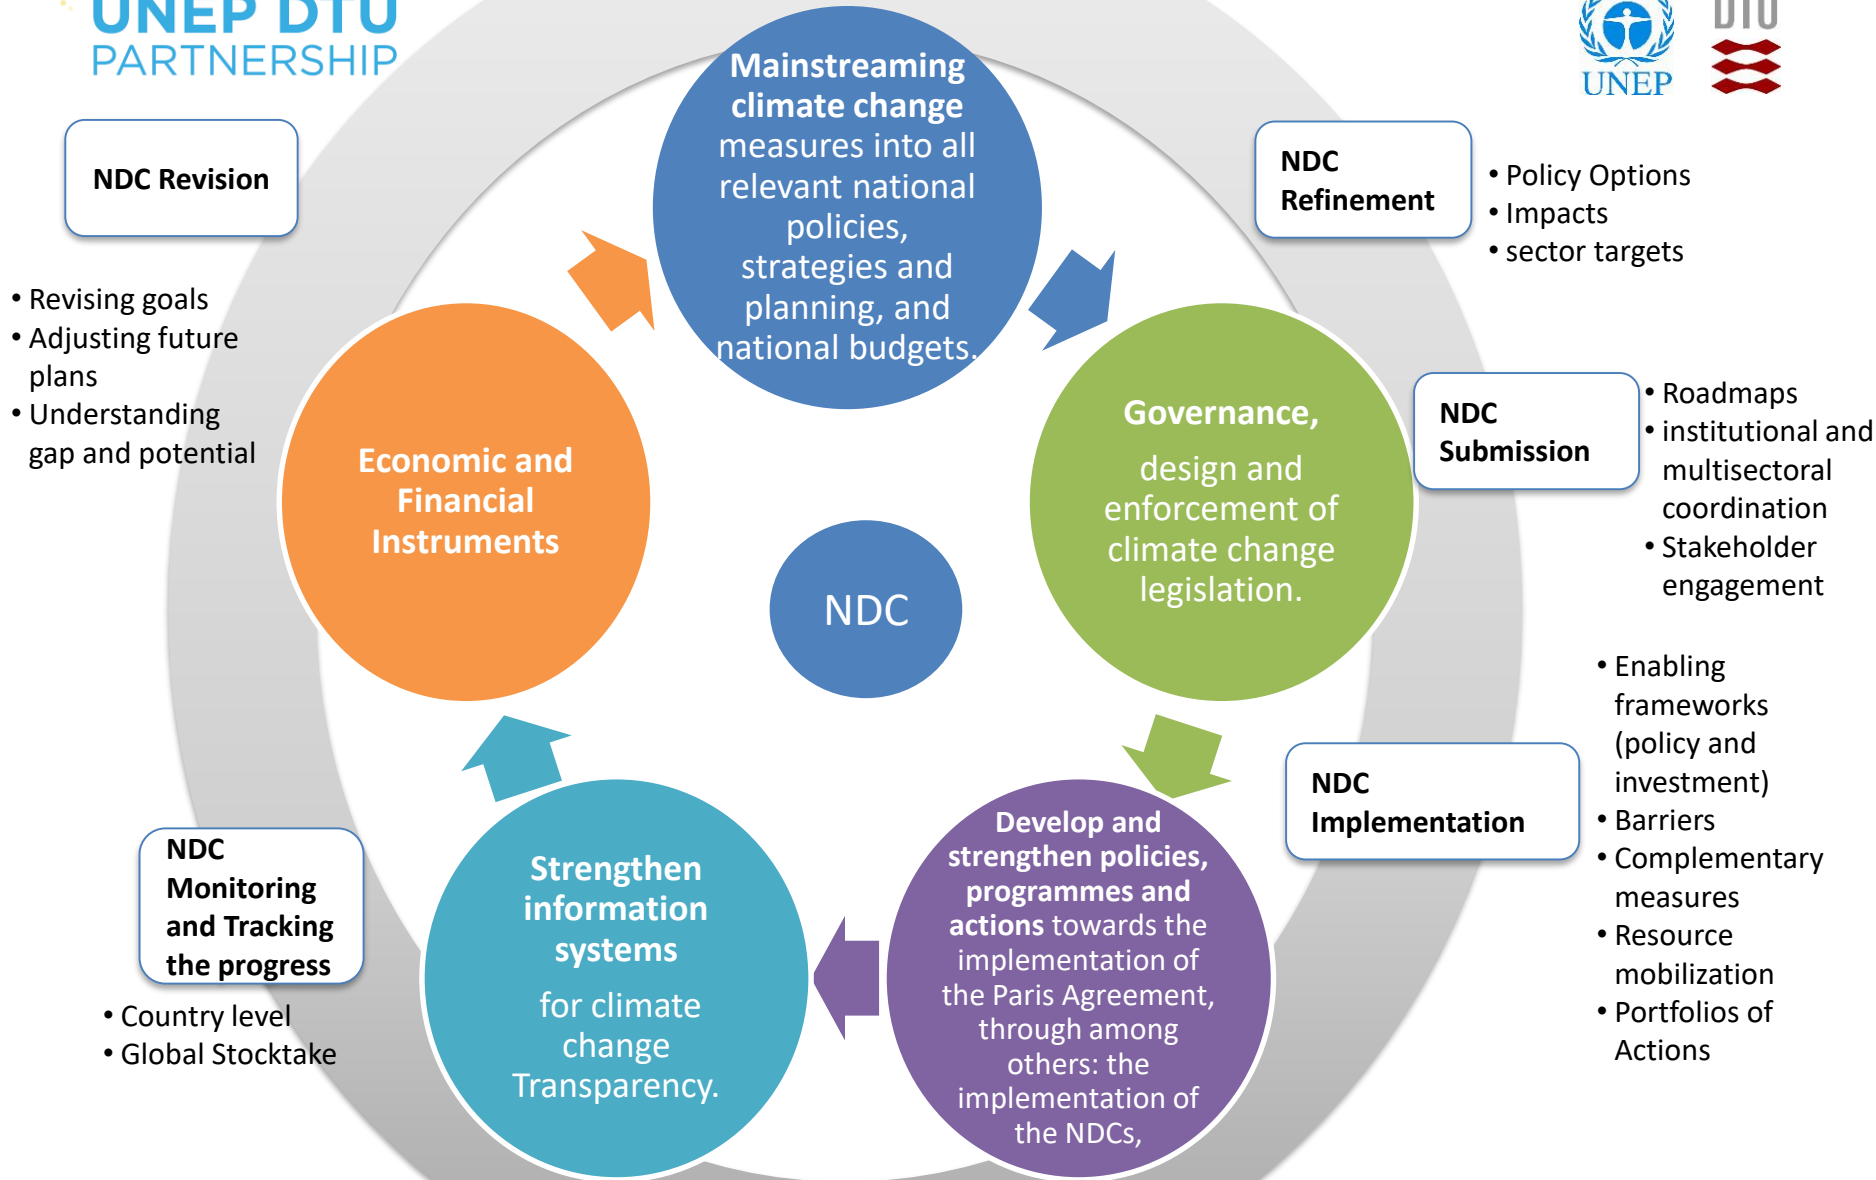 UNEP DTU
PARTNERSHIP
UNEP
DTU
NDC Revision
• Revising goals
• Adjusting future
plans
• Understanding
gap and potential
Mainstreaming
climate change
measures into all
relevant national
policies,
strategies and
planning, and
national budgets.
NDC
Refinement
• Policy Options
• Impacts
• sector targets
Governance,
design and
enforcement of
climate change
legislation.
NDC
Submission
• Roadmaps
• institutional and
multisectoral
coordination
• Stakeholder
engagement
Economic and
Financial
Instruments
NDC
NDC
Implementation
• Enabling
frameworks
(policy and
investment)
• Barriers
• Complementary
measures
• Resource
mobilization
• Portfolios of
Actions
Develop and
strengthen policies,
programmes and
actions towards the
implementation of
the Paris Agreement,
through among
others: the
implementation of
the NDCs,
Strengthen
information
systems
for climate
change
Transparency.
NDC
Monitoring
and Tracking
the progress
• Country level
• Global Stocktake